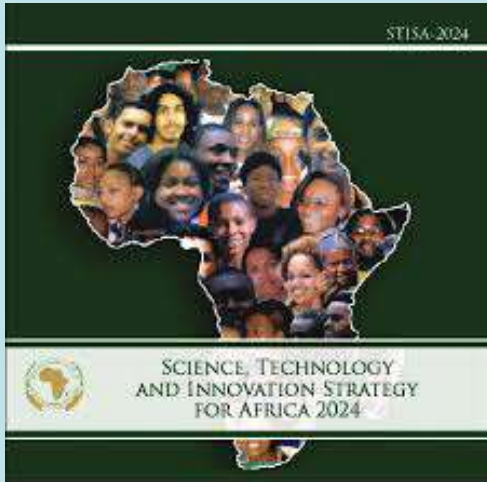 STISA-2024
SCIENCE, TECHNOLOGY
AND INNOVATION STRATEGY
FOR AFRICA 2024